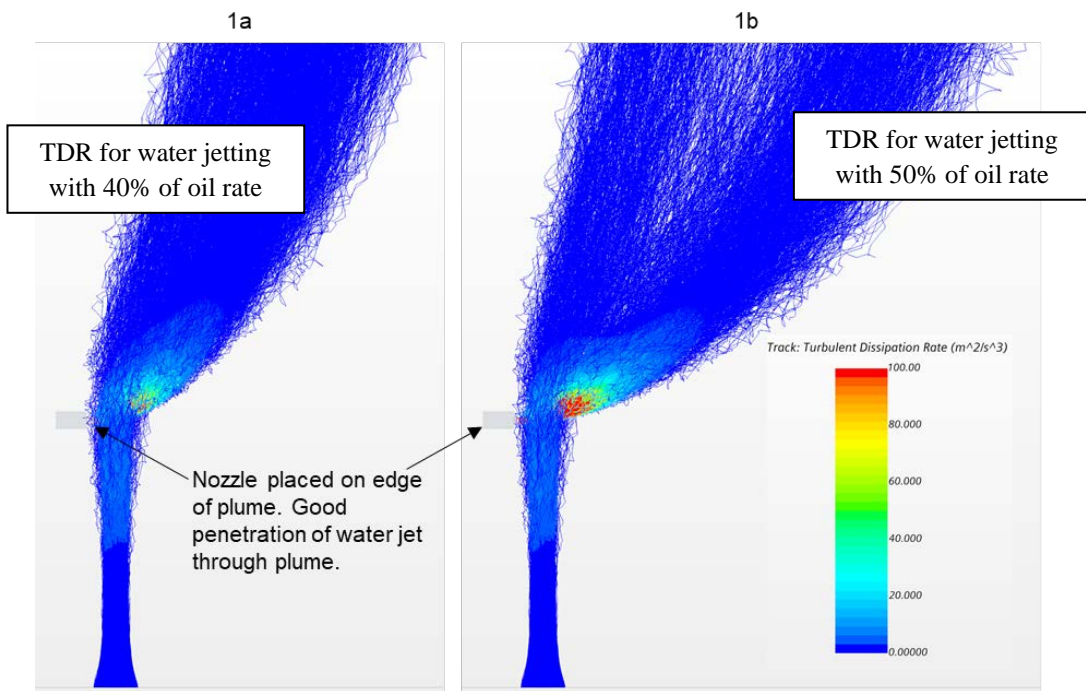 1a
1b
TDR for water jetting
with 40% of oil rate
TDR for water jetting
with 50% of oil rate
Track: Turbulent Dissipation Rate (m^2/s^3)
100.00
80.000
60.000
40.000
20.000
0.00000
Nozzle placed on edge
of plume. Good
penetration of water jet
through plume.